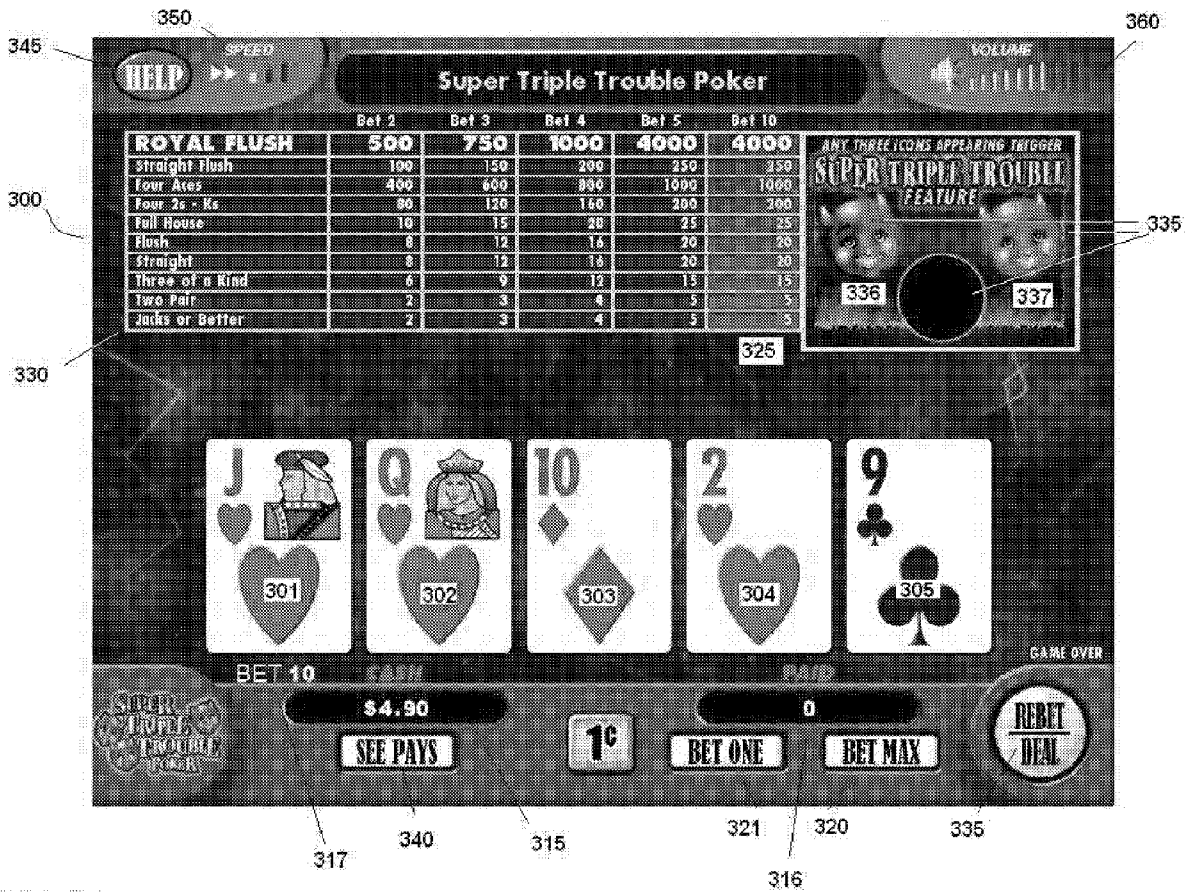 350
360
345
SPEED
VOLUME
HELP
Super Triple Trouble Poker
Bet 2 Bet 3 Bet 4 Bet 5 Bet 10
ROYAL FLUSH 500 750 1000 4000 4000
Straight Flush 100 150 200 250 250
Four Aces 400 600 800 1000 1000
Four 2s - Ks 80 120 160 200 200
Full House 10 15 20 25 25
Flush 8 12 16 20 20
Straight 8 12 16 20 20
Three of a Kind 6 9 12 15 15
Two Pair 2 3 4 5 5
Jacks or Better 2 3 4 5 5
ANY THREE ICONS APPEARING TRIGGER
SUPER TRIPLE TROUBLE
FEATURE
300
335
336
337
325
330
J Q 10 2 9
301 302 303 304 305
GAME OVER
BET 10 CASH PAID
$4.90 0
SUPER
TRIPLE
TROUBLE
POKER
SEE PAYS
1¢
BET ONE
BET MAX
REBET
DEAL
317
340
315
321
316
320
335